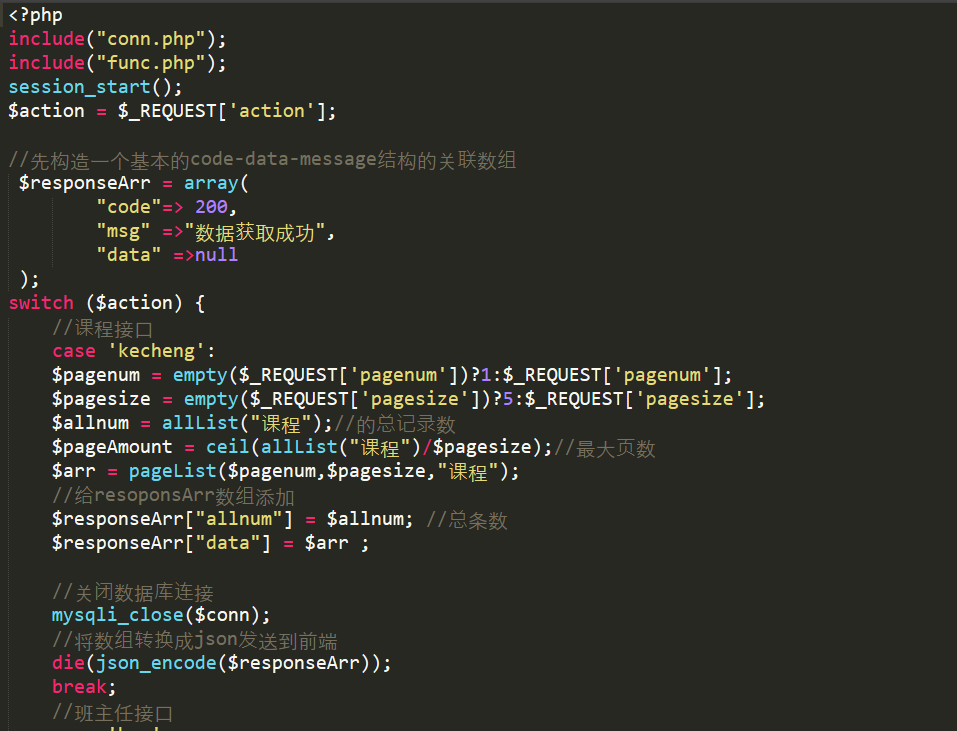 <?php
include("conn.php");
include("func.php");
session_start();
$action = $_REQUEST['action'];
//先构造一个基本的code-data-message结构的关联数组
$responseArr = array(
"code"=> 200,
"msg" =>"数据获取成功",
"data" =>null
);
switch ($action) {
//课程接口
case 'kecheng':
$pagenum = empty($_REQUEST['pagenum'])?1:$_REQUEST['pagenum'];
$pagesize = empty($_REQUEST['pagesize'])?5:$_REQUEST['pagesize'];
$allnum = allList("课程");//的总记录数
$pageAmount = ceil(allList("课程")/$pagesize);//最大页数
$arr = pageList($pagenum,$pagesize,"课程");
//给resoponsArr数组添加
$responseArr["allnum"] = $allnum; //总条数
$responseArr["data"] = $arr ;
//关闭数据库连接
mysqli_close($conn);
//将数组转换成json发送到前端
die(json_encode($responseArr));
break;
//班主任接口